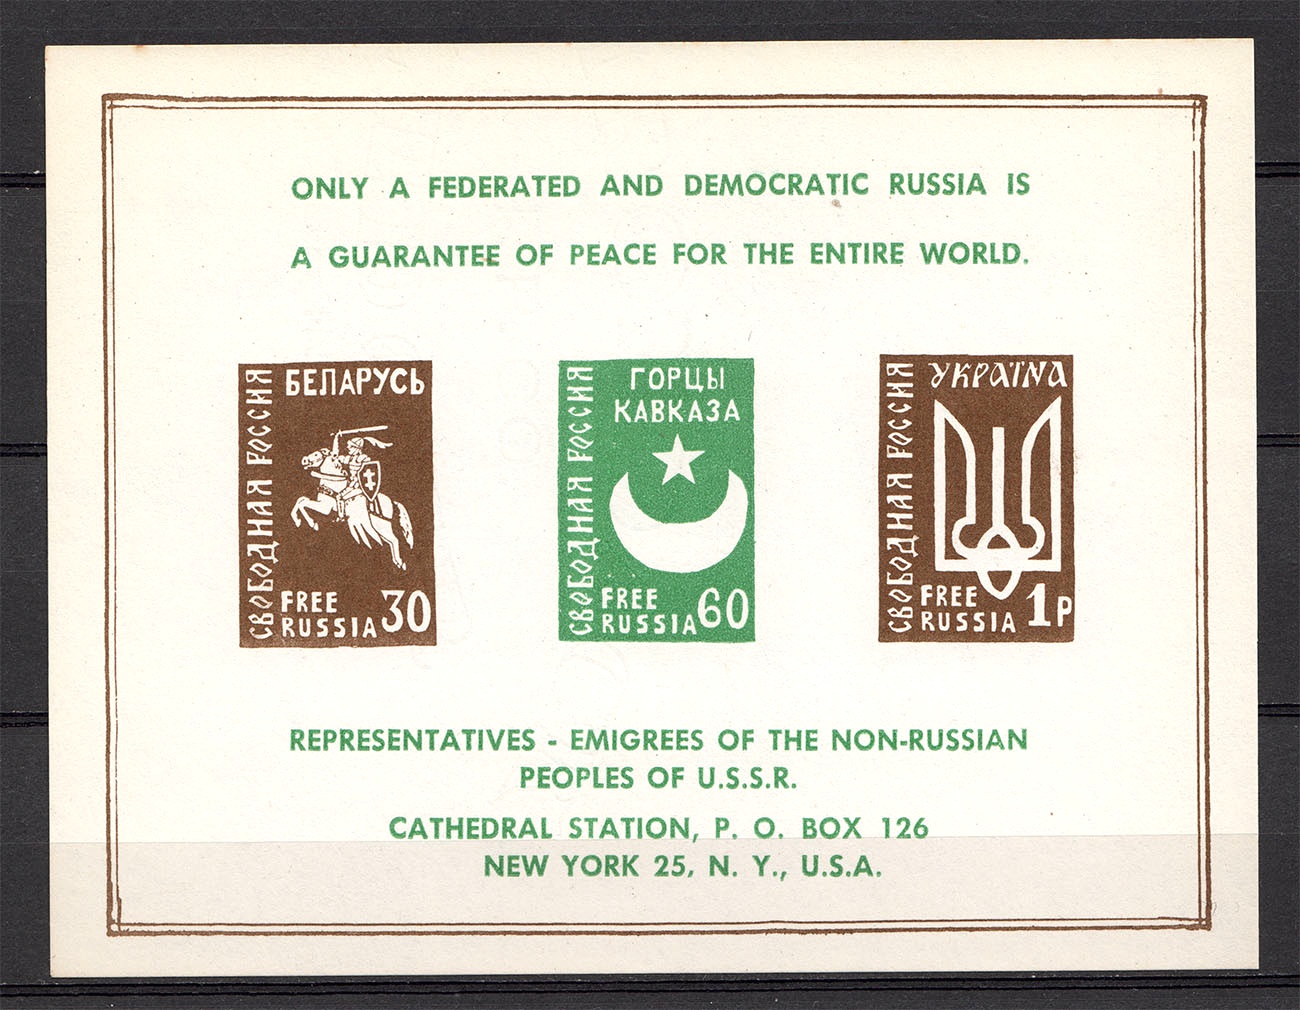 ONLY A FEDERATED AND DEMOCRATIC RUSSIA IS
A GUARANTEE OF PEACE FOR THE ENTIRE WORLD.
СВОБОДНАЯ РОССИЯ
БЕЛАРУСЬ
FREE
RUSSIA 30
СВОБОДНАЯ РОССИЯ
ГОРЦЫ
КАВКАЗА
FREE
RUSSIA 60
СВОБОДНАЯ РОССИЯ
УКРАЇNА
FREE
RUSSIA 1Р
REPRESENTATIVES - EMIGREES OF THE NON-RUSSIAN
PEOPLES OF U.S.S.R.
CATHEDRAL STATION, P. O. BOX 126
NEW YORK 25, N. Y., U.S.A.